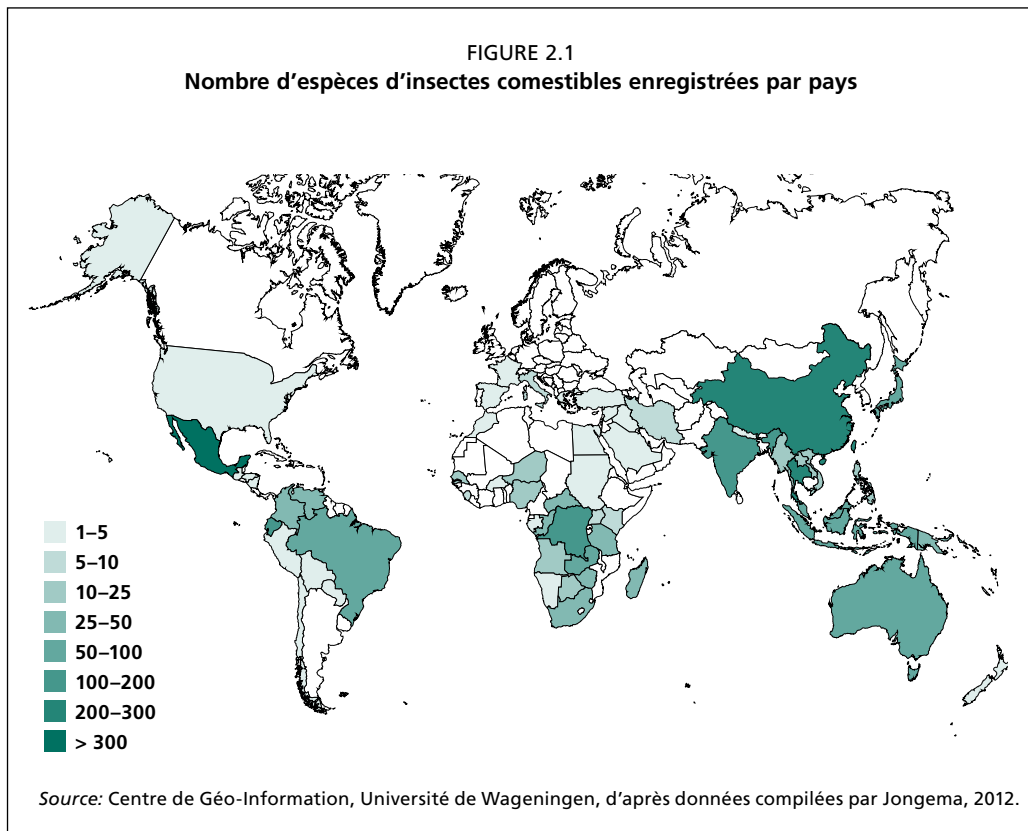 FIGURE 2.1
Nombre d’espèces d’insectes comestibles enregistrées par pays
1–5
5–10
10–25
25–50
50–100
100–200
200–300
> 300
Source: Centre de Géo-Information, Université de Wageningen, d’après données compilées par Jongema, 2012.